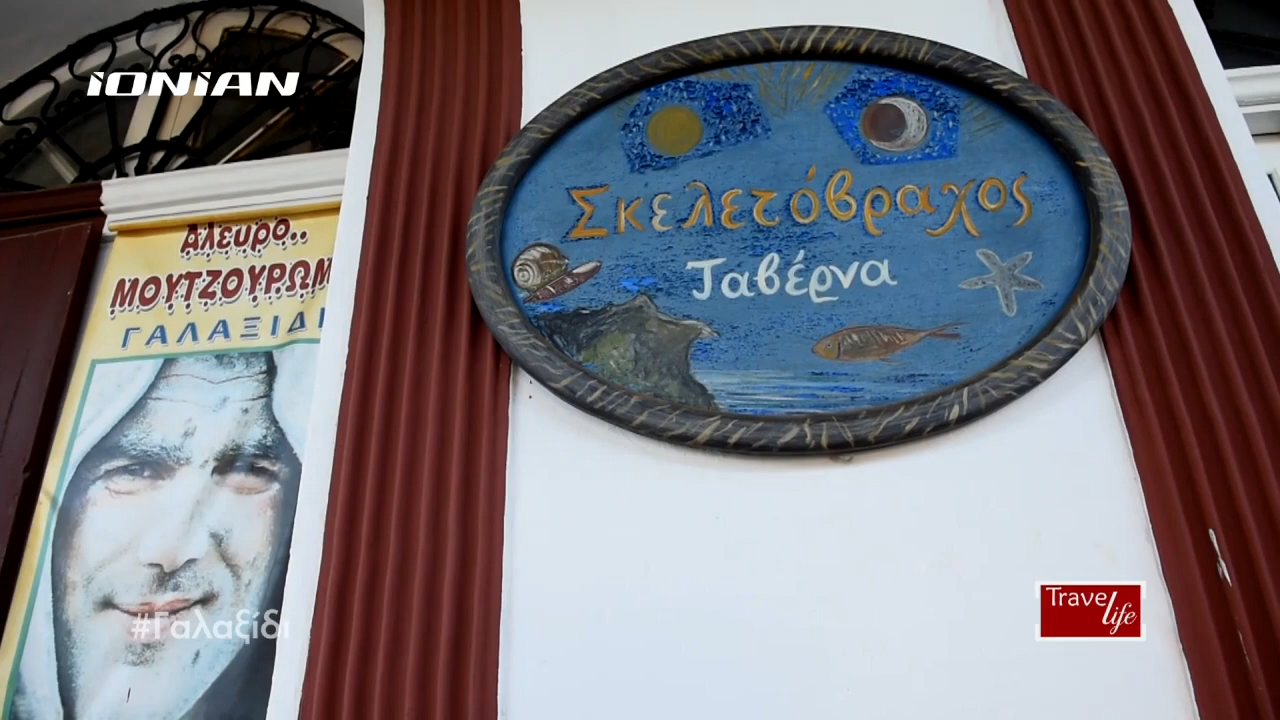 IONIAN
Αλευρο..
ΜΟΥΤΖΟΥΡΩΜ
ΓΑΛΑΞΙΔΙ
Σκελετόβραχος
Ταβέρνα
#Γαλαξίδι
Travel
life